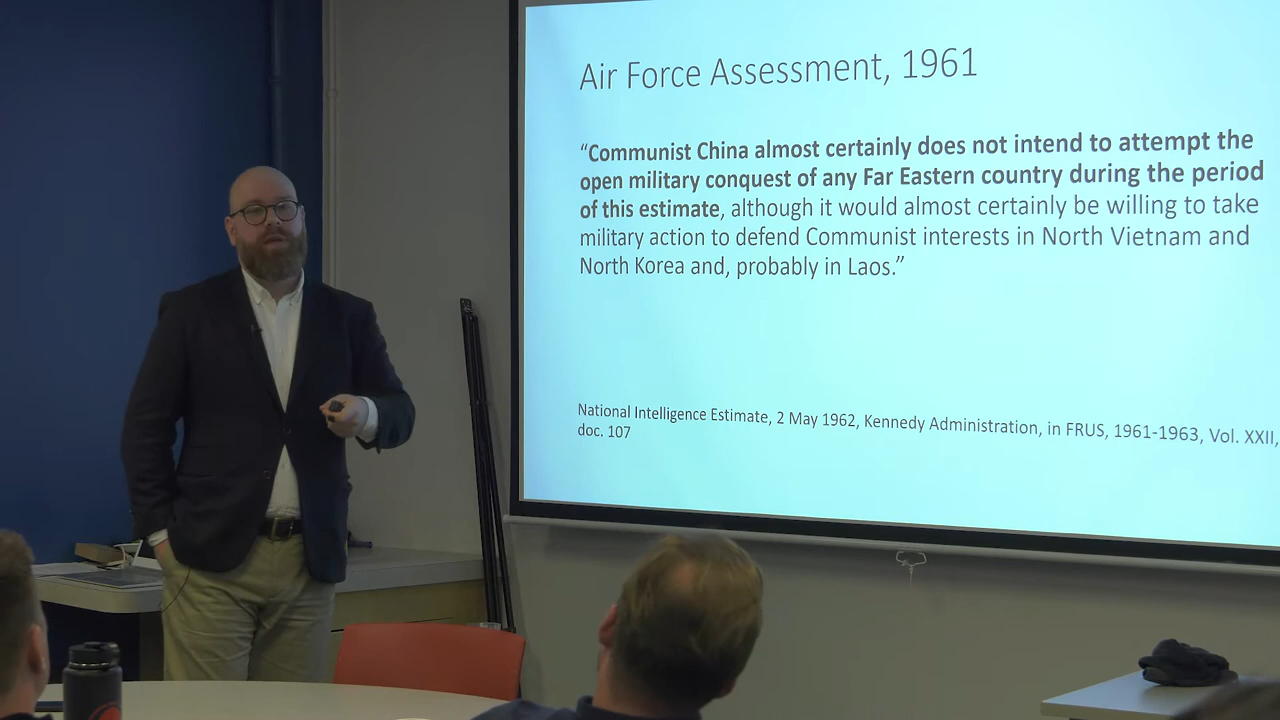 Air Force Assessment, 1961
“Communist China almost certainly does not intend to attempt the
open military conquest of any Far Eastern country during the period
of this estimate, although it would almost certainly be willing to take
military action to defend Communist interests in North Vietnam and
North Korea and, probably in Laos.”
National Intelligence Estimate, 2 May 1962, Kennedy Administration, in FRUS, 1961-1963, Vol. XXII,
doc. 107